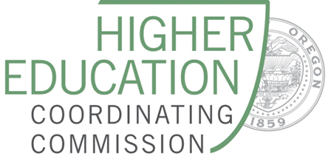 HIGHER
EDUCATION
COORDINATING
COMMISSION
OREGON
1859